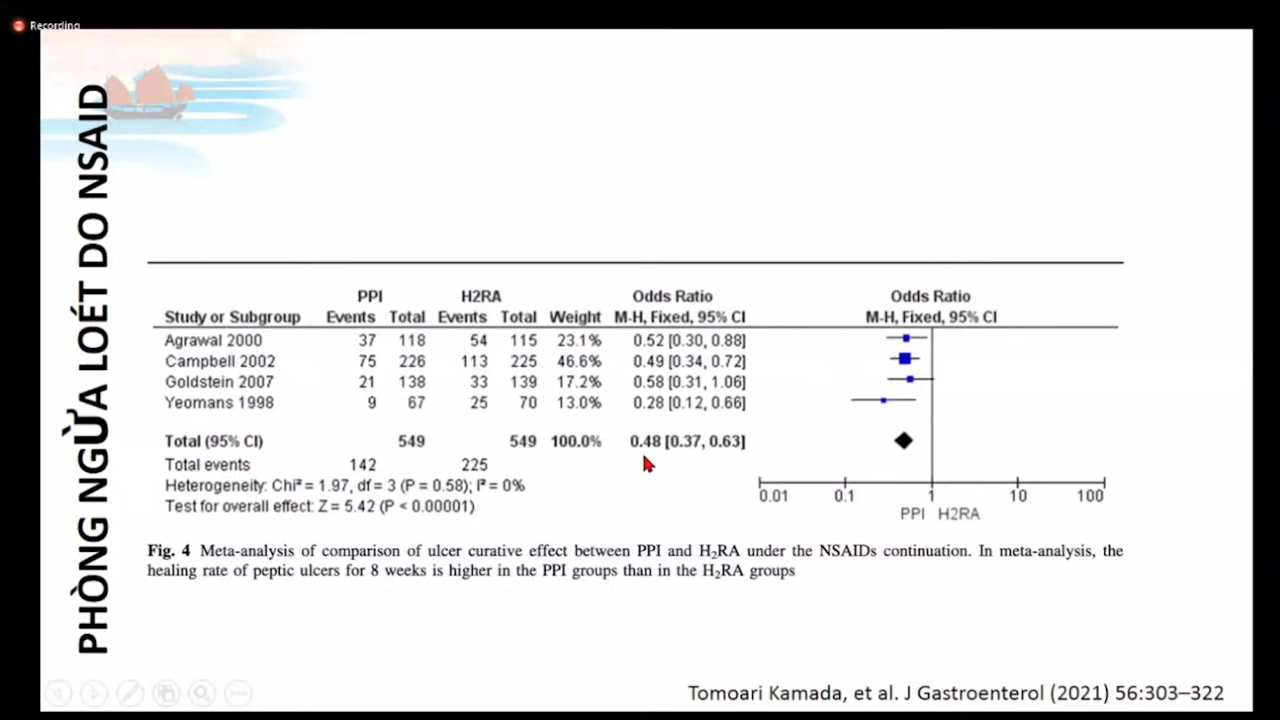 Recording
PHÒNG NGỪA LOÉT DO NSAID
PPI H2RA Odds Ratio Odds Ratio
Study or Subgroup Events Total Events Total Weight M-H, Fixed, 95% CI M-H, Fixed, 95% CI
Agrawal 2000 37 118 54 115 23.1% 0.52 [0.30, 0.88]
Campbell 2002 75 226 113 225 46.6% 0.49 [0.34, 0.72]
Goldstein 2007 21 138 33 139 17.2% 0.58 [0.31, 1.06]
Yeomans 1998 9 67 25 70 13.0% 0.28 [0.12, 0.66]
Total (95% CI) 549 549 100.0% 0.48 [0.37, 0.63]
Total events 142 225
Heterogeneity: Chi² = 1.97, df = 3 (P = 0.58); I² = 0%
Test for overall effect: Z = 5.42 (P < 0.00001)
0.01 0.1 1 10 100
PPI H2RA
Fig. 4 Meta-analysis of comparison of ulcer curative effect between PPI and H₂RA under the NSAIDs continuation. In meta-analysis, the
healing rate of peptic ulcers for 8 weeks is higher in the PPI groups than in the H₂RA groups
Tomoari Kamada, et al. J Gastroenterol (2021) 56:303–322